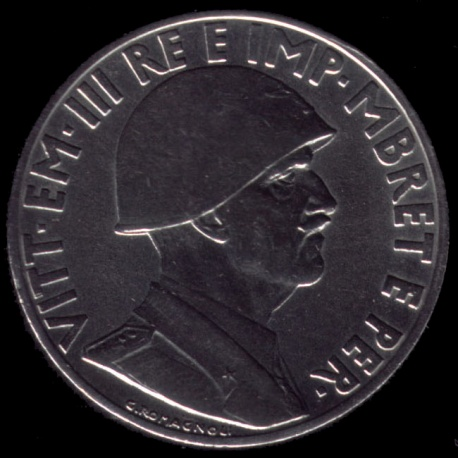 VITT·EM·III RE E IMP·MBRET E PER·
G.ROMAGNOLI